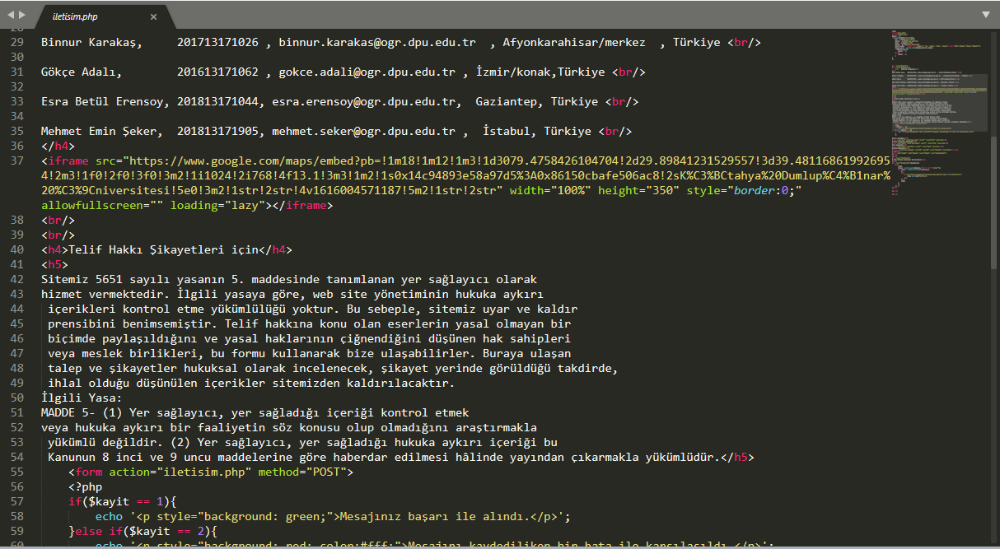 iletisim.php
28
29 Binnur Karakaş, 201713171026 , binnur.karakas@ogr.dpu.edu.tr , Afyonkarahisar/merkez , Türkiye <br/>
30
31 Gökçe Adalı, 201613171062 , gokce.adali@ogr.dpu.edu.tr , İzmir/konak,Türkiye <br/>
32
33 Esra Betül Erensoy, 201813171044, esra.erensoy@ogr.dpu.edu.tr, Gaziantep, Türkiye <br/>
34
35 Mehmet Emin Şeker, 201813171905, mehmet.seker@ogr.dpu.edu.tr , İstabul, Türkiye <br/>
36 </h4>
37 <iframe src="https://www.google.com/maps/embed?pb=!1m18!1m12!1m3!1d3079.4758426104704!2d29.89841231529557!3d39.48116861992695
4!2m3!1f0!2f0!3f0!3m2!1i1024!2i768!4f13.1!3m3!1m2!1s0x14c94893e58a97d5%3A0x86150cbafe506ac8!2sK%C3%BCtahya%20Dumlup%C4%B1nar%
20%C3%9Cniversitesi!5e0!3m2!1str!2str!4v1616004571187!5m2!1str!2str" width="100%" height="350" style="border:0;"
allowfullscreen="" loading="lazy"></iframe>
38 <br/>
39 <br/>
40 <h4>Telif Hakkı Şikayetleri için</h4>
41 <h5>
42 Sitemiz 5651 sayılı yasanın 5. maddesinde tanımlanan yer sağlayıcı olarak
43 hizmet vermektedir. İlgili yasaya göre, web site yönetiminin hukuka aykırı
44 içerikleri kontrol etme yükümlülüğü yoktur. Bu sebeple, sitemiz uyar ve kaldır
45 prensibini benimsemiştir. Telif hakkına konu olan eserlerin yasal olmayan bir
46 biçimde paylaşıldığını ve yasal haklarının çiğnendiğini düşünen hak sahipleri
47 veya meslek birlikleri, bu formu kullanarak bize ulaşabilirler. Buraya ulaşan
48 talep ve şikayetler hukuksal olarak incelenecek, şikayet yerinde görüldüğü takdirde,
49 ihlal olduğu düşünülen içerikler sitemizden kaldırılacaktır.
50 İlgili Yasa:
51 MADDE 5- (1) Yer sağlayıcı, yer sağladığı içeriği kontrol etmek
52 veya hukuka aykırı bir faaliyetin söz konusu olup olmadığını araştırmakla
53 yükümlü değildir. (2) Yer sağlayıcı, yer sağladığı hukuka aykırı içeriği bu
54 Kanunun 8 inci ve 9 uncu maddelerine göre haberdar edilmesi hâlinde yayından çıkarmakla yükümlüdür.</h5>
55 <form action="iletisim.php" method="POST">
56 <?php
57 if($kayit == 1){
58 echo '<p style="background: green;">Mesajınız başarı ile alındı.</p>';
59 }else if($kayit == 2){
60 echo '<p style="background: red; color:#fff;">Mesajını kaydediliken bir hata ile karşılaşıldı.</p>';